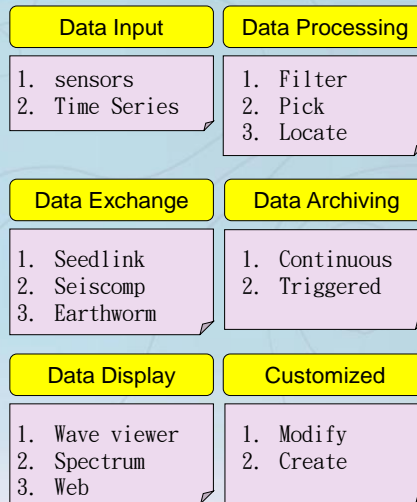 Data Input
1. sensors
2. Time Series
Data Processing
1. Filter
2. Pick
3. Locate
Data Exchange
1. Seedlink
2. Seiscomp
3. Earthworm
Data Archiving
1. Continuous
2. Triggered
Data Display
1. Wave viewer
2. Spectrum
3. Web
Customized
1. Modify
2. Create